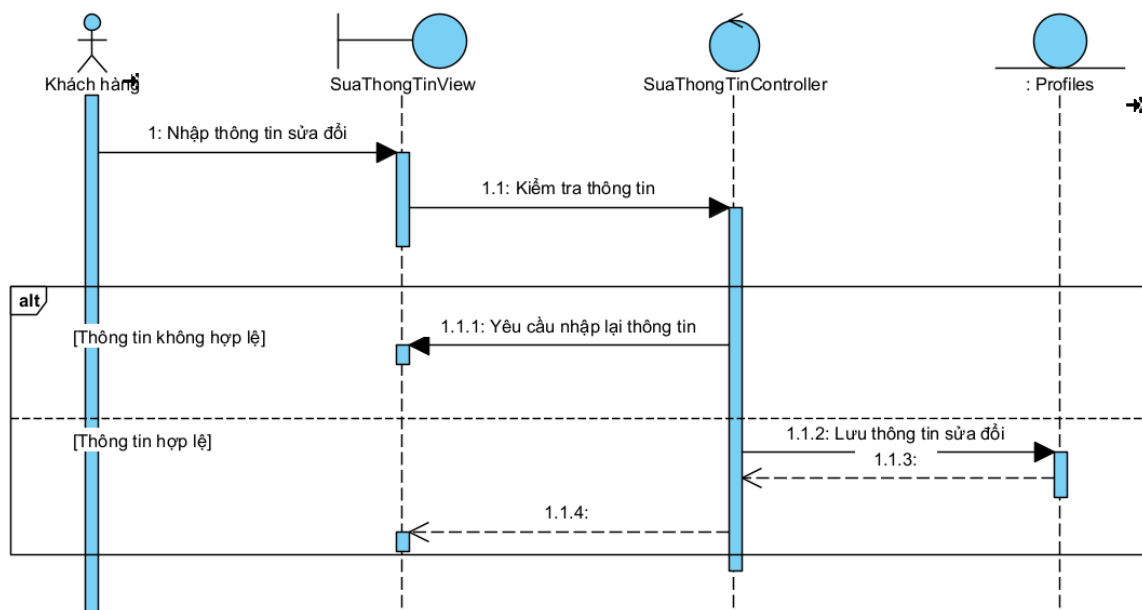 Khách hàng
SuaThongTinView
SuaThongTinController
: Profiles
1: Nhập thông tin sửa đổi
1.1: Kiểm tra thông tin
alt
[Thông tin không hợp lệ]
1.1.1: Yêu cầu nhập lại thông tin
[Thông tin hợp lệ]
1.1.2: Lưu thông tin sửa đổi
1.1.3:
1.1.4: